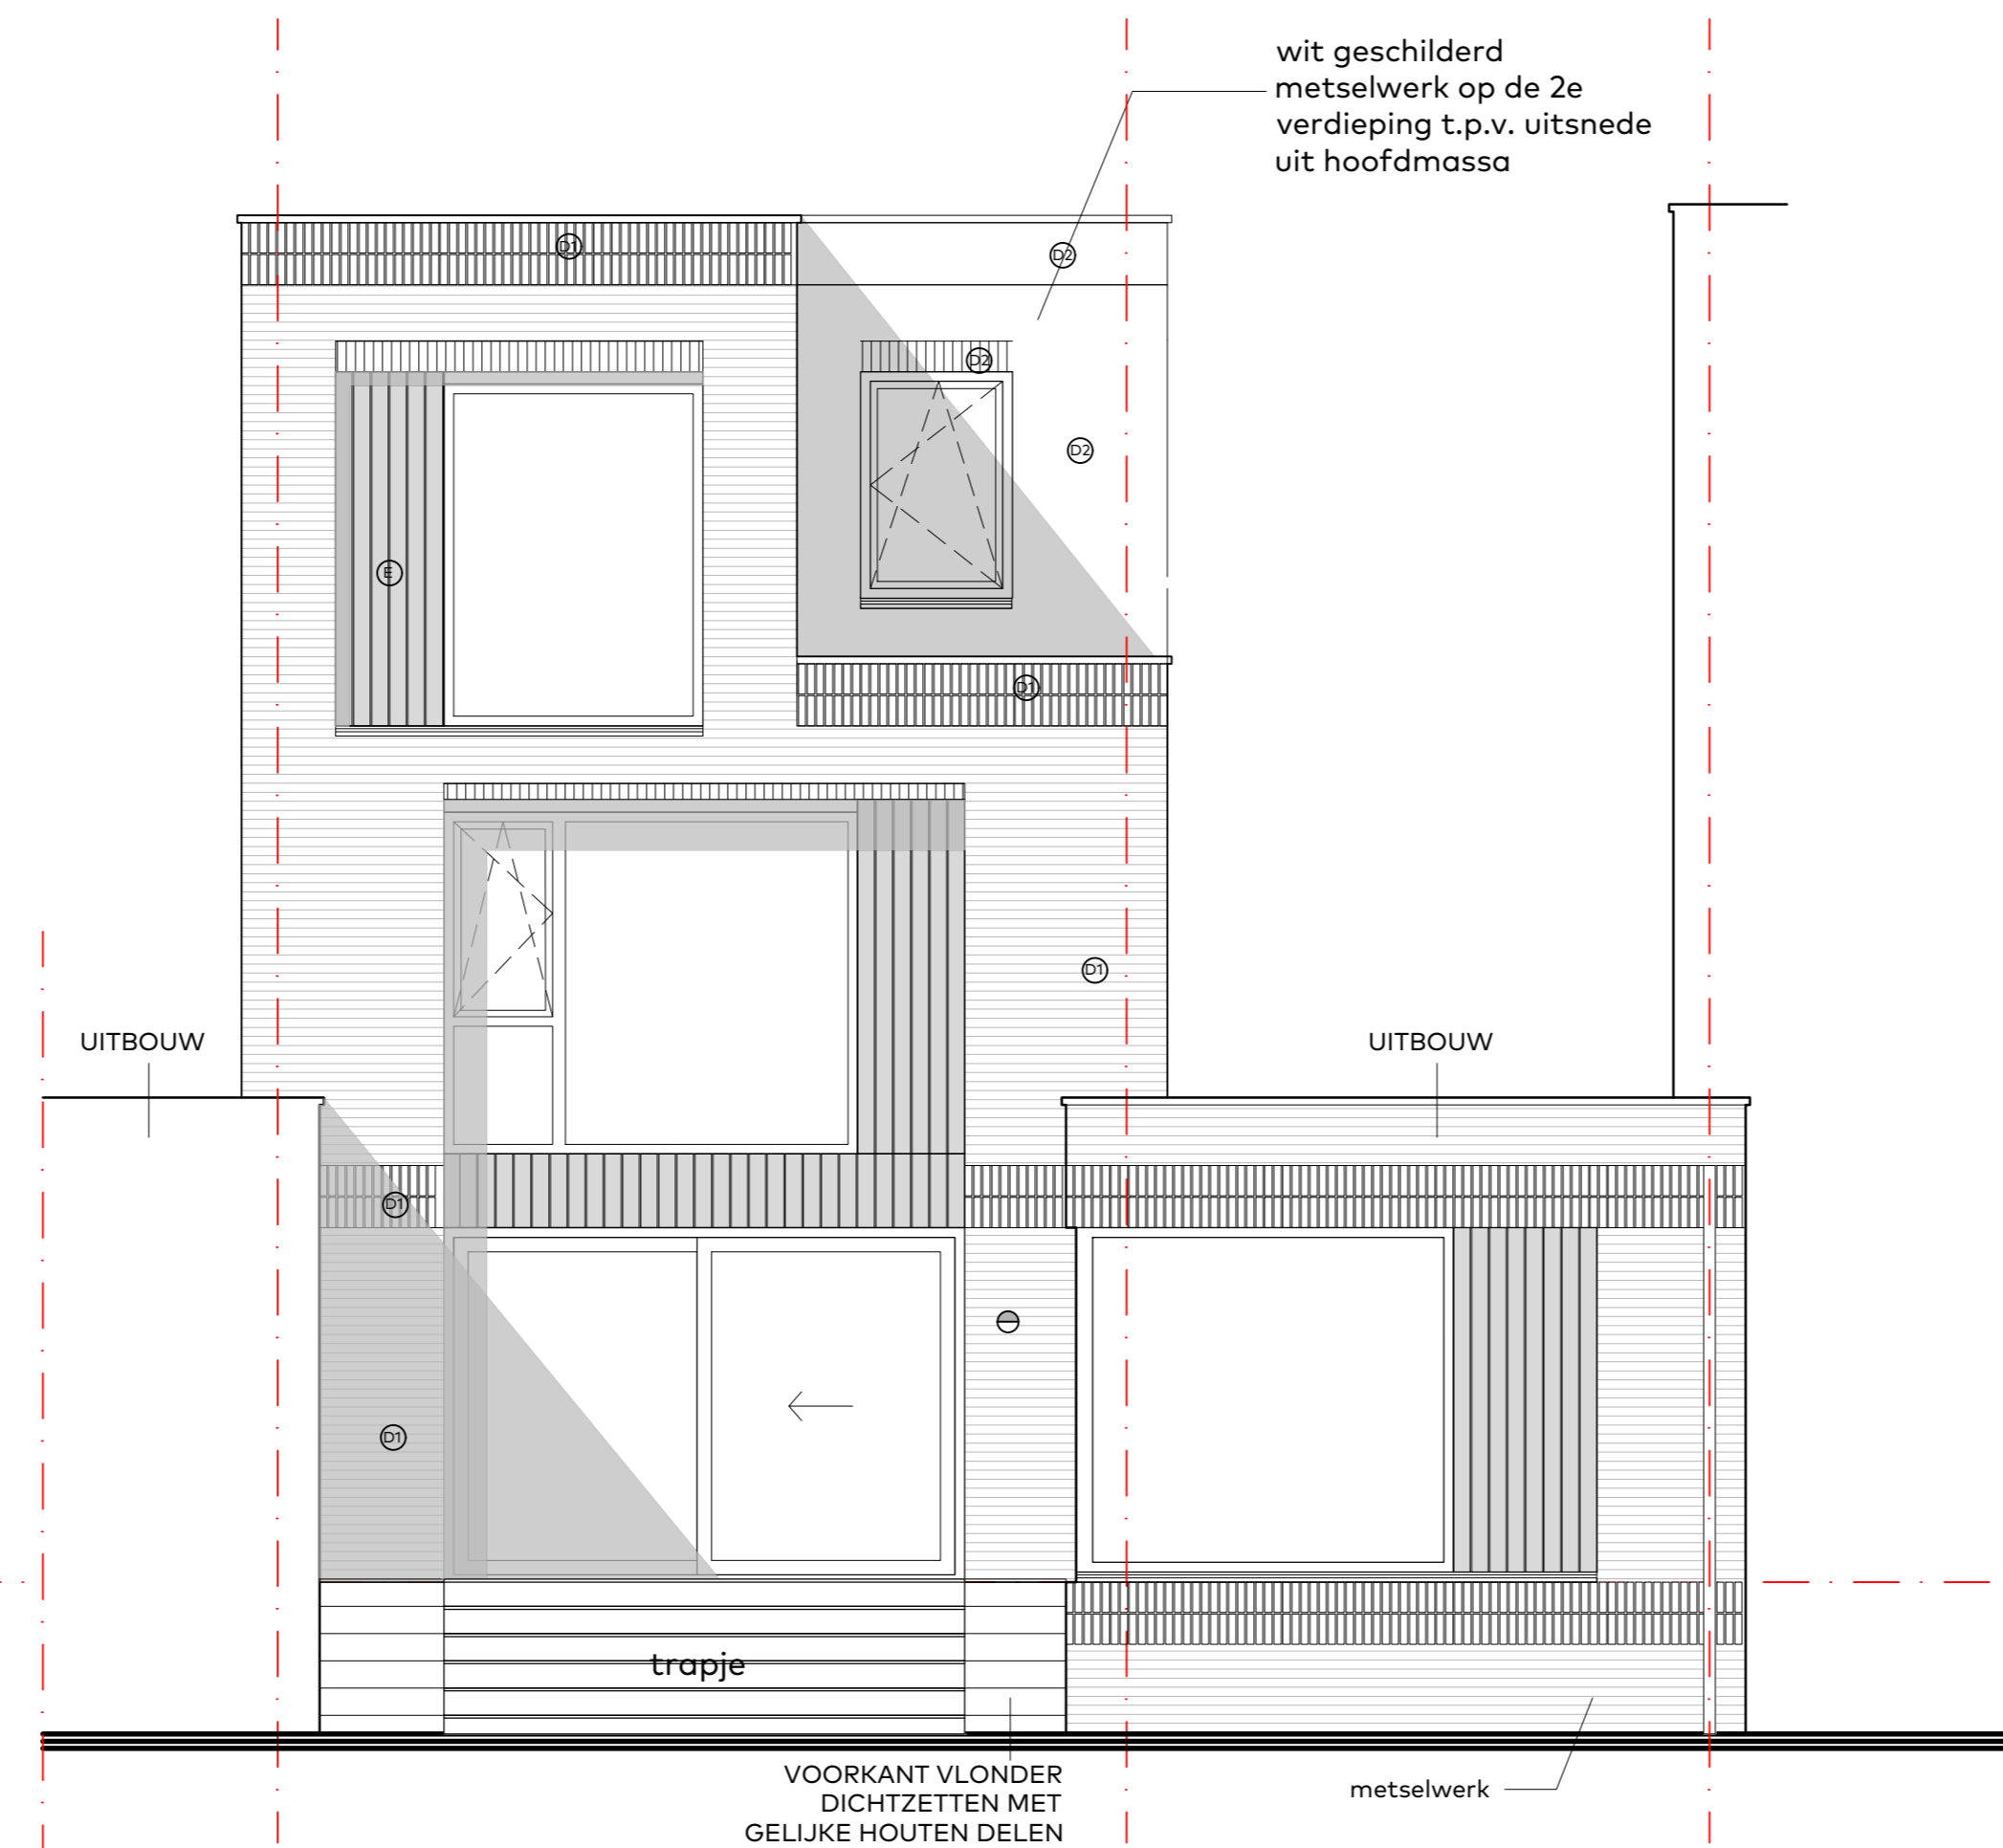 wit geschilderd
metselwerk op de 2e
verdieping t.p.v. uitsnede
uit hoofdmassa
D1
D2
D2
D2
E
D1
D1
UITBOUW
UITBOUW
D1
D1
trapje
VOORKANT VLONDER
DICHTZETTEN MET
GELIJKE HOUTEN DELEN
metselwerk